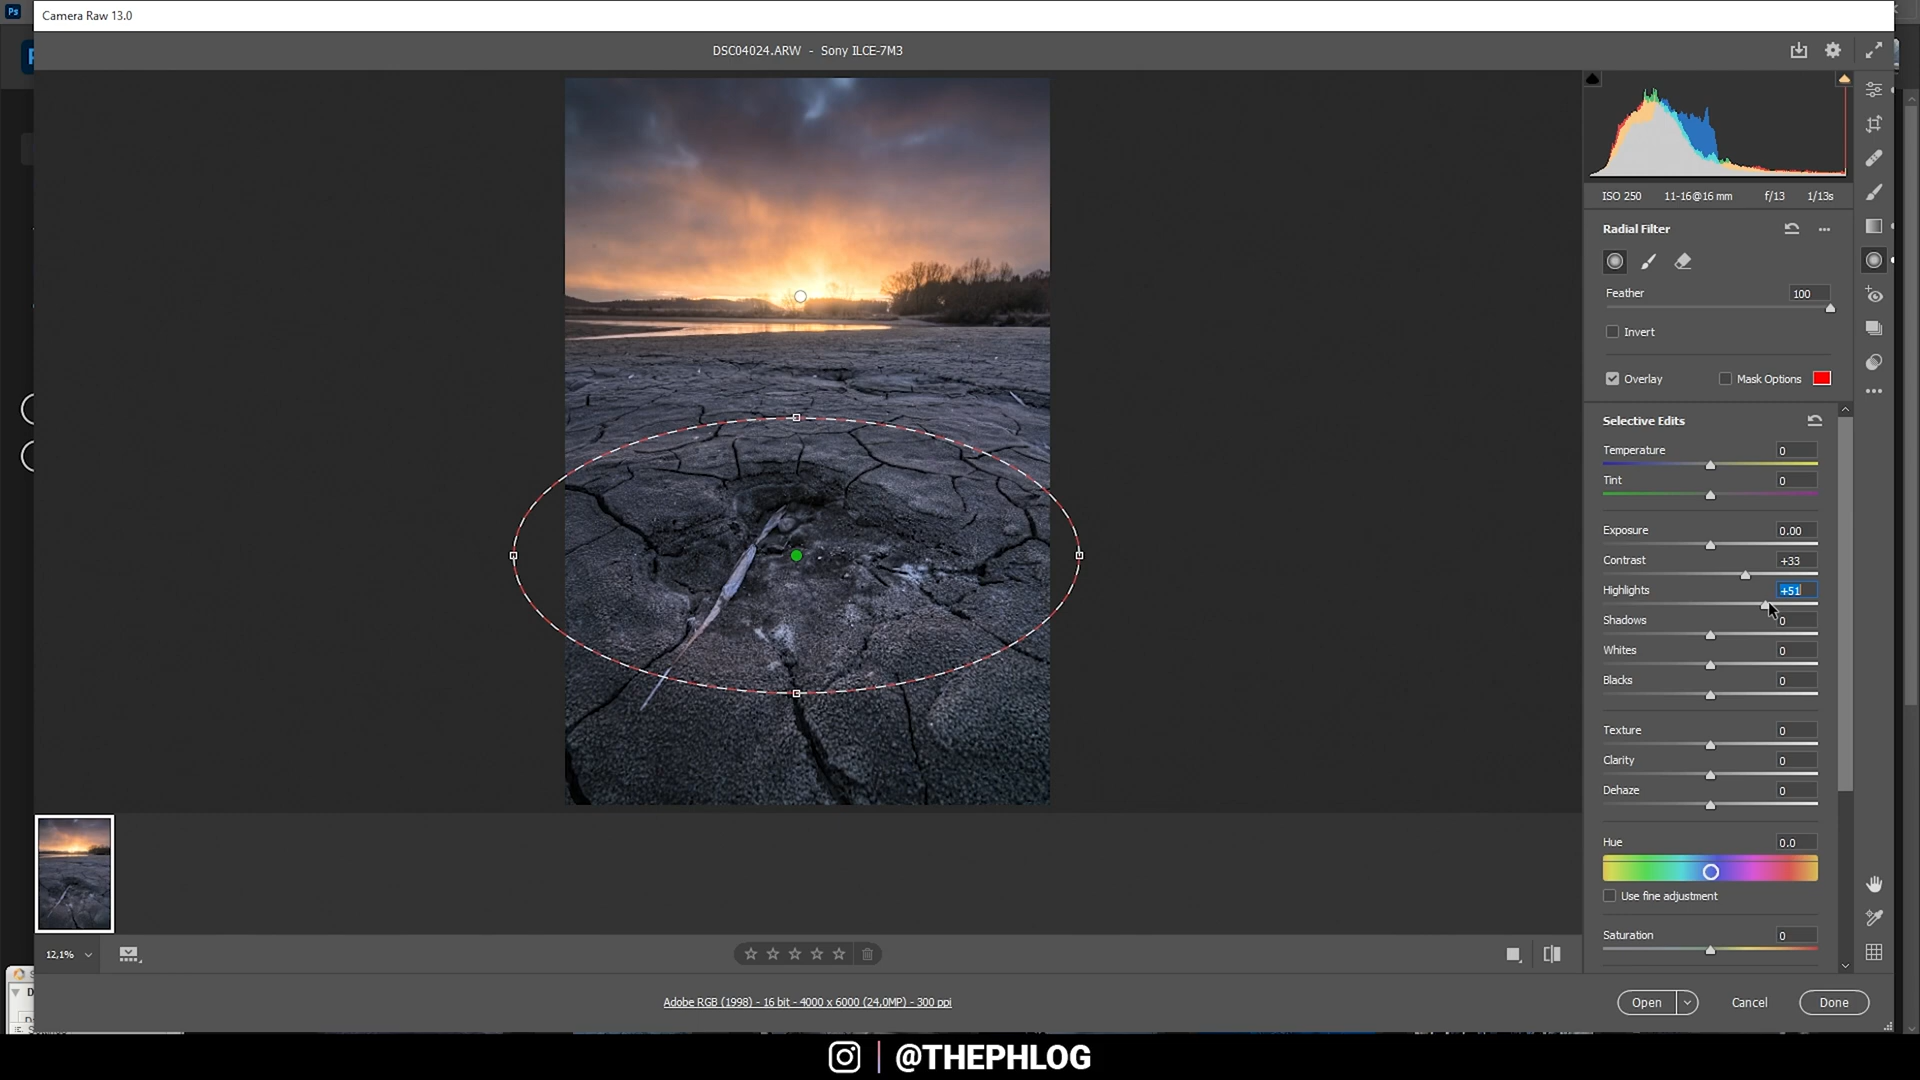 Ps
Camera Raw 13.0
DSC04024.ARW - Sony ILCE-7M3
ISO 250 11-16@16 mm f/13 1/13s
Radial Filter
Feather 100
Invert
Overlay Mask Options
Selective Edits
Temperature 0
Tint 0
Exposure 0.00
Contrast +33
Highlights +51
Shadows 0
Whites 0
Blacks 0
Texture 0
Clarity 0
Dehaze 0
Hue 0.0
Use fine adjustment
Saturation 0
12,1%
Adobe RGB (1998) - 16 bit - 4000 x 6000 (24,0MP) - 300 ppi
Open Cancel Done
@THEPHLOG